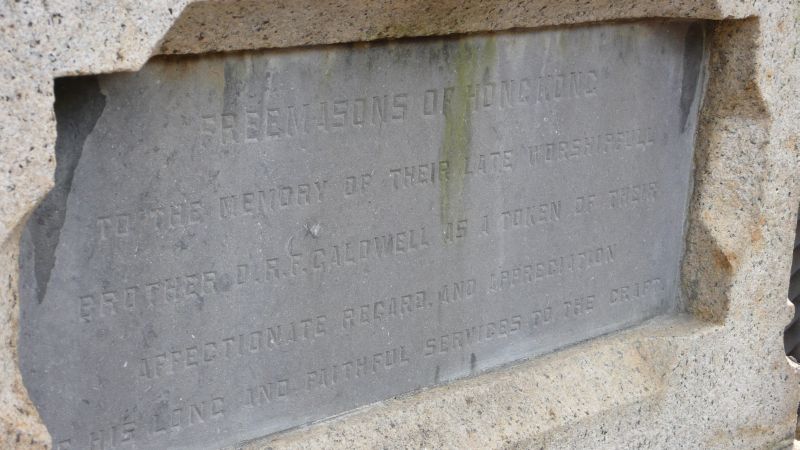 FREEMASONS OF HONGKONG
TO THE MEMORY OF THEIR LATE WORSHIPFULL
BROTHER D.R.F. CALDWELL AS A TOKEN OF THEIR
AFFECTIONATE REGARD, AND APPRECIATION
OF HIS LONG AND FAITHFUL SERVICES TO THE CRAFT.